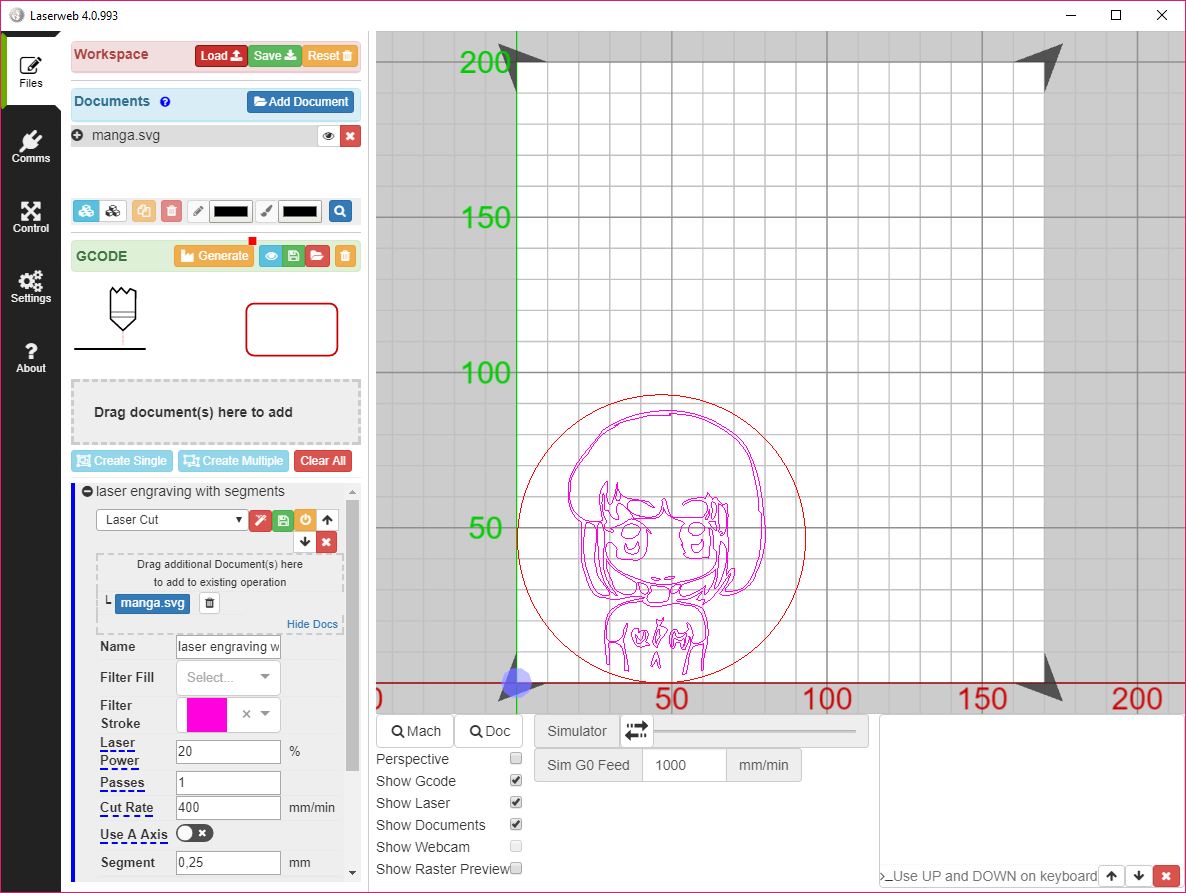 Laserweb 4.0.993
Files
Comms
Control
Settings
? About
Workspace
Load
Save
Reset
Documents
Add Document
manga.svg
GCODE
Generate
Drag document(s) here to add
Create Single
Create Multiple
Clear All
laser engraving with segments
Laser Cut
Drag additional Document(s) here
to add to existing operation
manga.svg
Hide Docs
Name laser engraving w
Filter Fill Select...
Filter
Stroke
Laser
Power 20 %
Passes 1
Cut Rate 400 mm/min
Use A Axis
Segment 0,25 mm
200
150
100
50
0 50 100 150 200
Mach
Doc
Perspective
Show Gcode
Show Laser
Show Documents
Show Webcam
Show Raster Preview
Simulator
Sim G0 Feed 1000 mm/min
>_Use UP and DOWN on keyboard